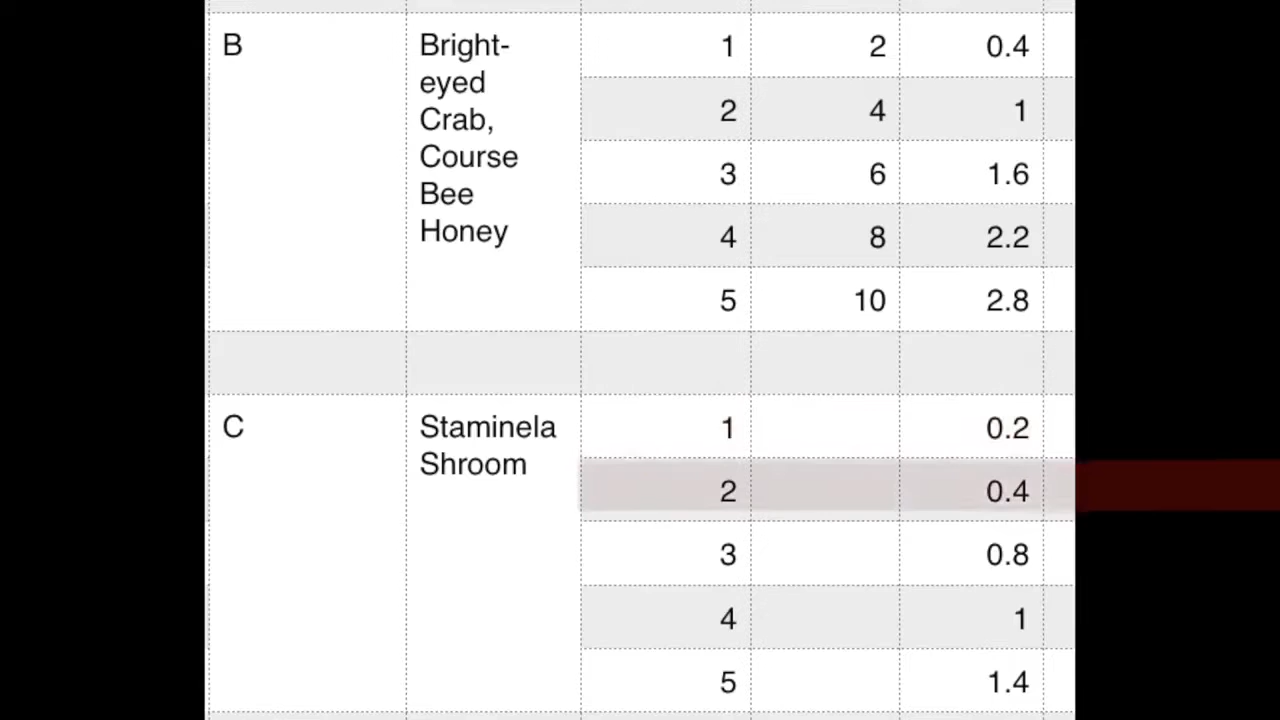 B Bright- 1 2 0.4
eyed
Crab, 2 4 1
Course
Bee 3 6 1.6
Honey 4 8 2.2
5 10 2.8
C Staminela 1 0.2
Shroom 2 0.4
3 0.8
4 1
5 1.4